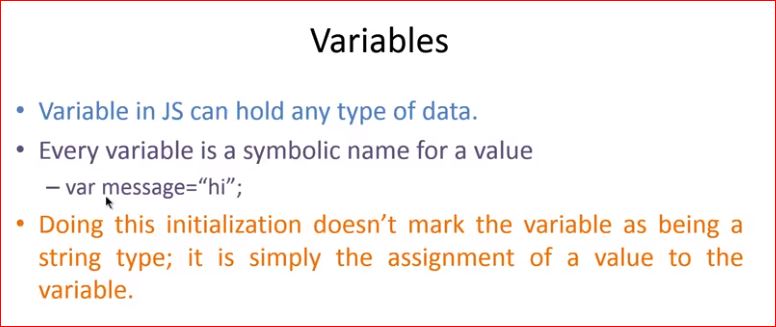 Variables
• Variable in JS can hold any type of data.
• Every variable is a symbolic name for a value
– var message=“hi”;
• Doing this initialization doesn’t mark the variable as being a
string type; it is simply the assignment of a value to the
variable.